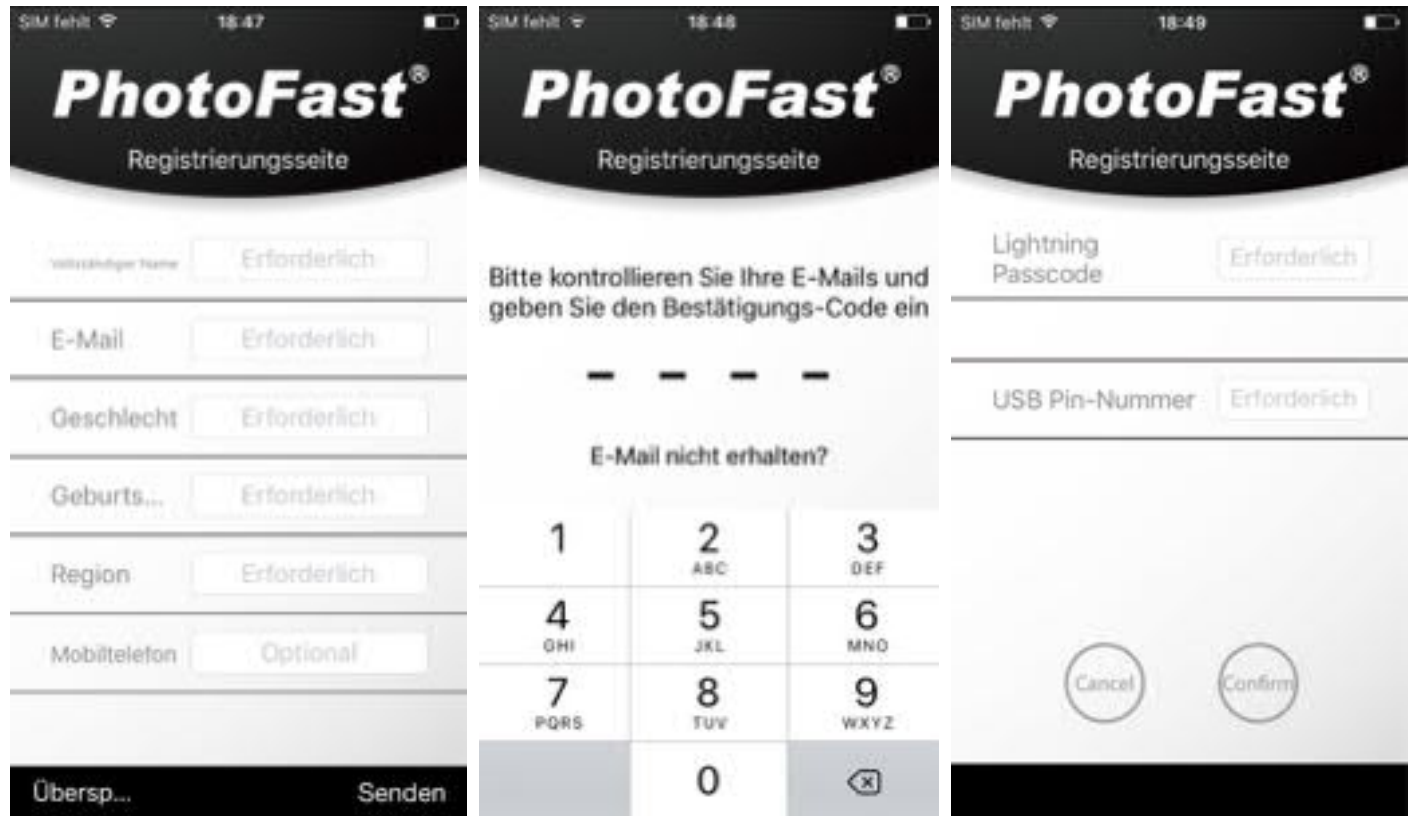 SIM fehlt 18:47
PhotoFast®
Registrierungsseite
Vollständiger Name Erforderlich
E-Mail Erforderlich
Geschlecht Erforderlich
Geburts... Erforderlich
Region Erforderlich
Mobiltelefon Optional
Übersp... Senden
SIM fehlt 18:48
PhotoFast®
Registrierungsseite
Bitte kontrollieren Sie Ihre E-Mails und
geben Sie den Bestätigungs-Code ein
E-Mail nicht erhalten?
1 2 3
ABC DEF
4 5 6
GHI JKL MNO
7 8 9
PQRS TUV WXYZ
0
SIM fehlt 18:49
PhotoFast®
Registrierungsseite
Lightning
Passcode Erforderlich
USB Pin-Nummer Erforderlich
Cancel Confirm